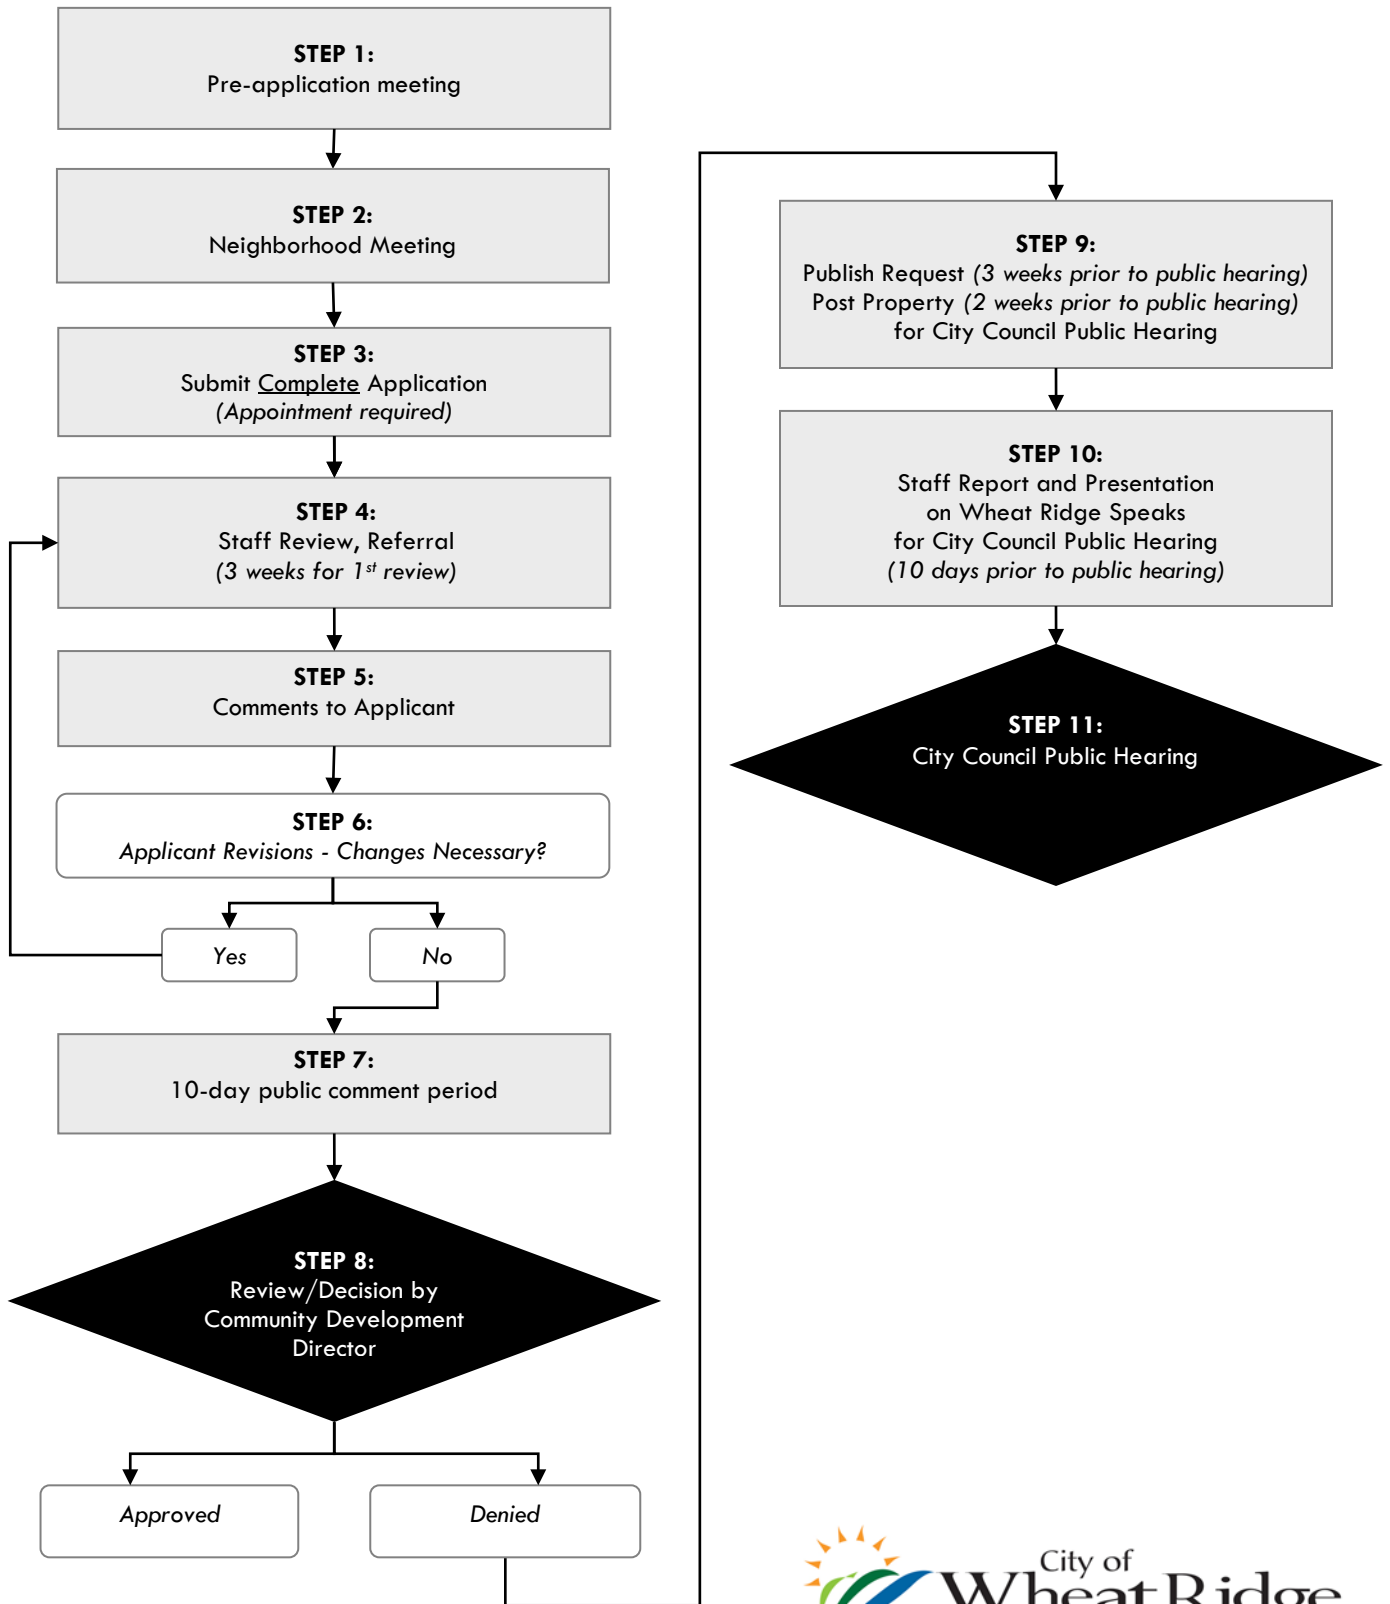 STEP 1:
Pre-application meeting
STEP 2:
Neighborhood Meeting
STEP 3:
Submit Complete Application
(Appointment required)
STEP 4:
Staff Review, Referral
(3 weeks for 1st review)
STEP 5:
Comments to Applicant
STEP 6:
Applicant Revisions - Changes Necessary?
Yes
No
STEP 7:
10-day public comment period
STEP 8:
Review/Decision by
Community Development
Director
Approved
Denied
STEP 9:
Publish Request (3 weeks prior to public hearing)
Post Property (2 weeks prior to public hearing)
for City Council Public Hearing
STEP 10:
Staff Report and Presentation
on Wheat Ridge Speaks
for City Council Public Hearing
(10 days prior to public hearing)
STEP 11:
City Council Public Hearing
City of
Wheat Ridge